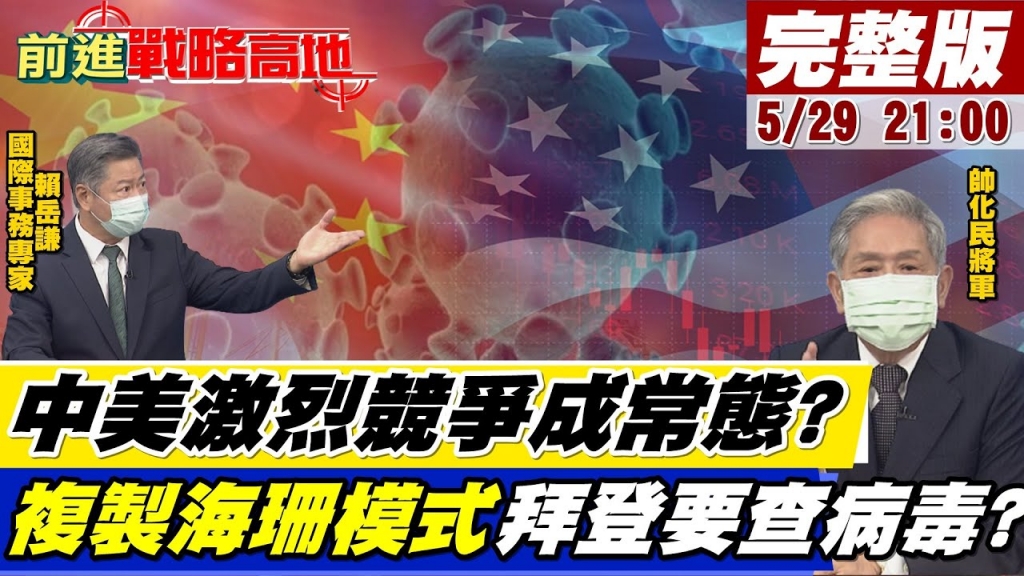 前進戰略高地
完整版
5/29 21:00
國際事務專家
賴岳謙
帥化民將軍
中美激烈競爭成常態?
複製海珊模式拜登要查病毒?